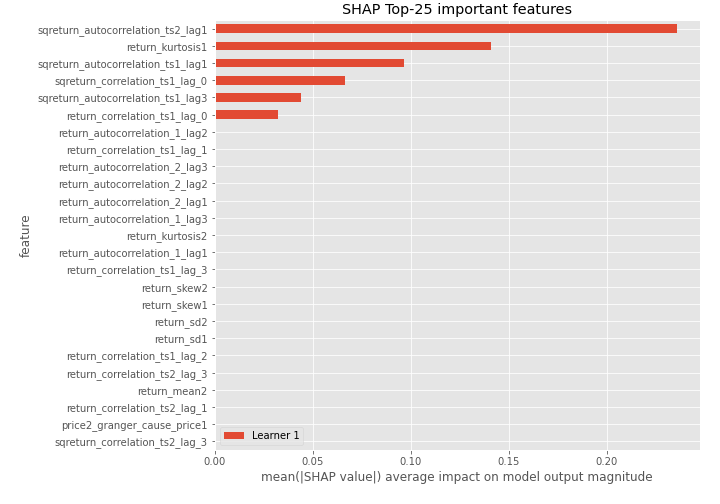 SHAP Top-25 important features
sqreturn_autocorrelation_ts2_lag1
return_kurtosis1
sqreturn_autocorrelation_ts1_lag1
sqreturn_correlation_ts1_lag_0
sqreturn_autocorrelation_ts1_lag3
return_correlation_ts1_lag_0
return_autocorrelation_1_lag2
return_correlation_ts1_lag_1
return_autocorrelation_2_lag3
return_autocorrelation_2_lag2
return_autocorrelation_2_lag1
return_autocorrelation_1_lag3
return_kurtosis2
return_autocorrelation_1_lag1
return_correlation_ts1_lag_3
return_skew2
return_skew1
return_sd2
return_sd1
return_correlation_ts1_lag_2
return_correlation_ts2_lag_3
return_mean2
return_correlation_ts2_lag_1
price2_granger_cause_price1
sqreturn_correlation_ts2_lag_3
feature
Learner 1
0.00 0.05 0.10 0.15 0.20
mean(|SHAP value|) average impact on model output magnitude